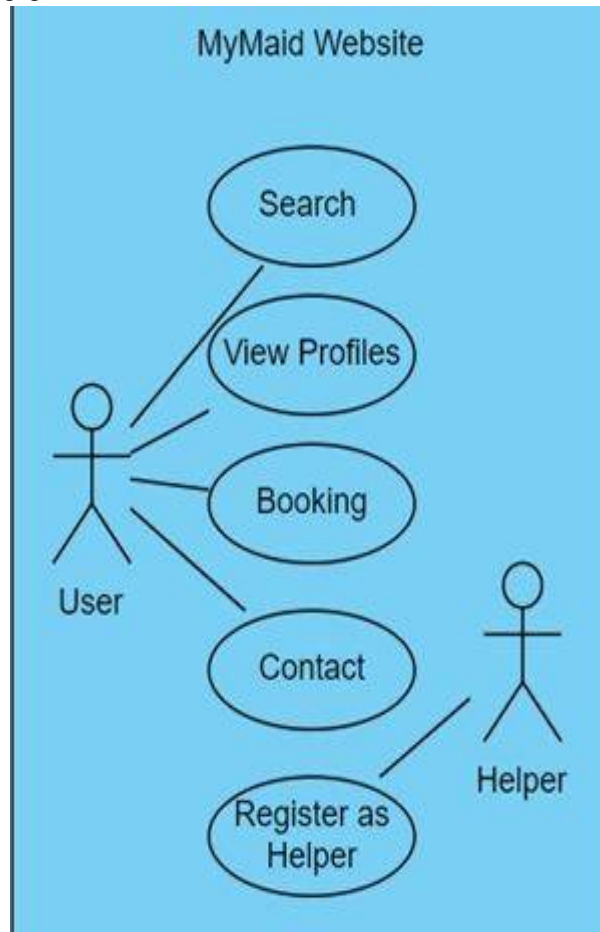 MyMaid Website
Search
View Profiles
Booking
User
Contact
Helper
Register as
Helper